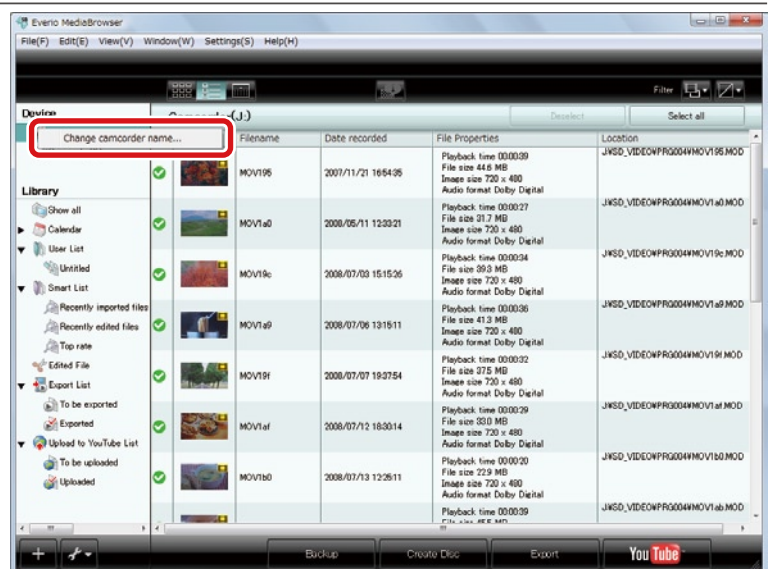 Everio MediaBrowser
File(F) Edit(E) View(V) Window(W) Settings(S) Help(H)
Filter
Device
(J:)
Deselect
Select all
Change camcorder name...
Filename Date recorded File Properties Location
Library
Show all
Calendar
User List
Untitled
Smart List
Recently imported files
Recently edited files
Top rate
Edited File
Export List
To be exported
Exported
Upload to YouTube List
To be uploaded
Uploaded
MOV195 2007/11/21 16:54:35
Playback time 00:00:39
File size 44.6 MB
Image size 720 x 480
Audio format Dolby Digital
J:¥SD_VIDEO¥PRG004¥MOV195.MOD
MOV1a0 2008/05/11 12:33:21
Playback time 00:00:27
File size 31.7 MB
Image size 720 x 480
Audio format Dolby Digital
J:¥SD_VIDEO¥PRG004¥MOV1a0.MOD
MOV19c 2008/07/03 15:15:26
Playback time 00:00:34
File size 39.3 MB
Image size 720 x 480
Audio format Dolby Digital
J:¥SD_VIDEO¥PRG004¥MOV19c.MOD
MOV1a9 2008/07/06 13:15:11
Playback time 00:00:36
File size 41.3 MB
Image size 720 x 480
Audio format Dolby Digital
J:¥SD_VIDEO¥PRG004¥MOV1a9.MOD
MOV19f 2008/07/07 19:37:54
Playback time 00:00:32
File size 37.5 MB
Image size 720 x 480
Audio format Dolby Digital
J:¥SD_VIDEO¥PRG004¥MOV19f.MOD
MOV1af 2008/07/12 18:30:14
Playback time 00:00:29
File size 33.0 MB
Image size 720 x 480
Audio format Dolby Digital
J:¥SD_VIDEO¥PRG004¥MOV1af.MOD
MOV1b0 2008/07/13 12:25:11
Playback time 00:00:20
File size 22.9 MB
Image size 720 x 480
Audio format Dolby Digital
J:¥SD_VIDEO¥PRG004¥MOV1b0.MOD
Playback time 00:00:39
J:¥SD_VIDEO¥PRG004¥MOV1ab.MOD
Backup Create Disc Export YouTube